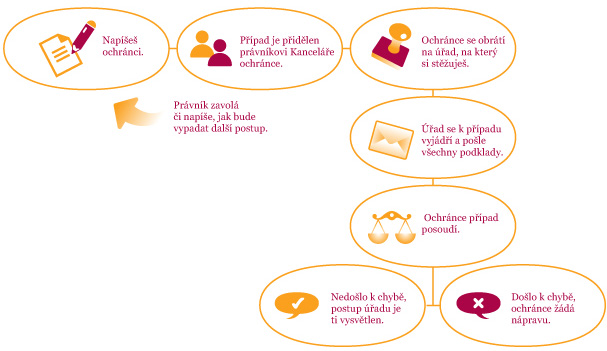 Napíšeš
ochránci.
Případ je přidělen
právníkovi Kanceláře
ochránce.
Ochránce se obrátí
na úřad, na který
si stěžuješ.
Právník zavolá
či napíše, jak bude
vypadat další postup.
Úřad se k případu
vyjádří a pošle
všechny podklady.
Ochránce případ
posoudí.
Nedošlo k chybě,
postup úřadu je
ti vysvětlen.
Došlo k chybě,
ochránce žádá
nápravu.